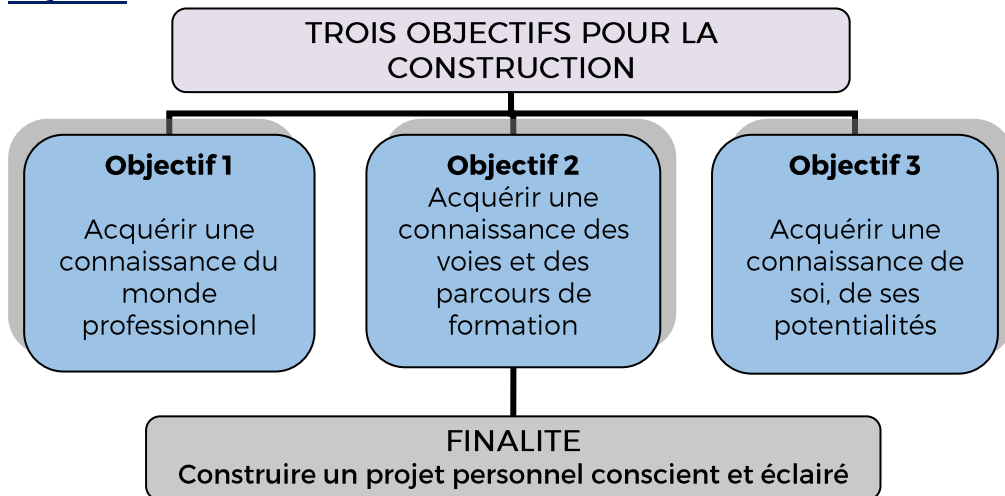 TROIS OBJECTIFS POUR LA
CONSTRUCTION
Objectif 1
Acquérir une
connaissance du
monde
professionnel
Objectif 2
Acquérir une
connaissance des
voies et des
parcours de
formation
Objectif 3
Acquérir une
connaissance de
soi, de ses
potentialités
FINALITE
Construire un projet personnel conscient et éclairé